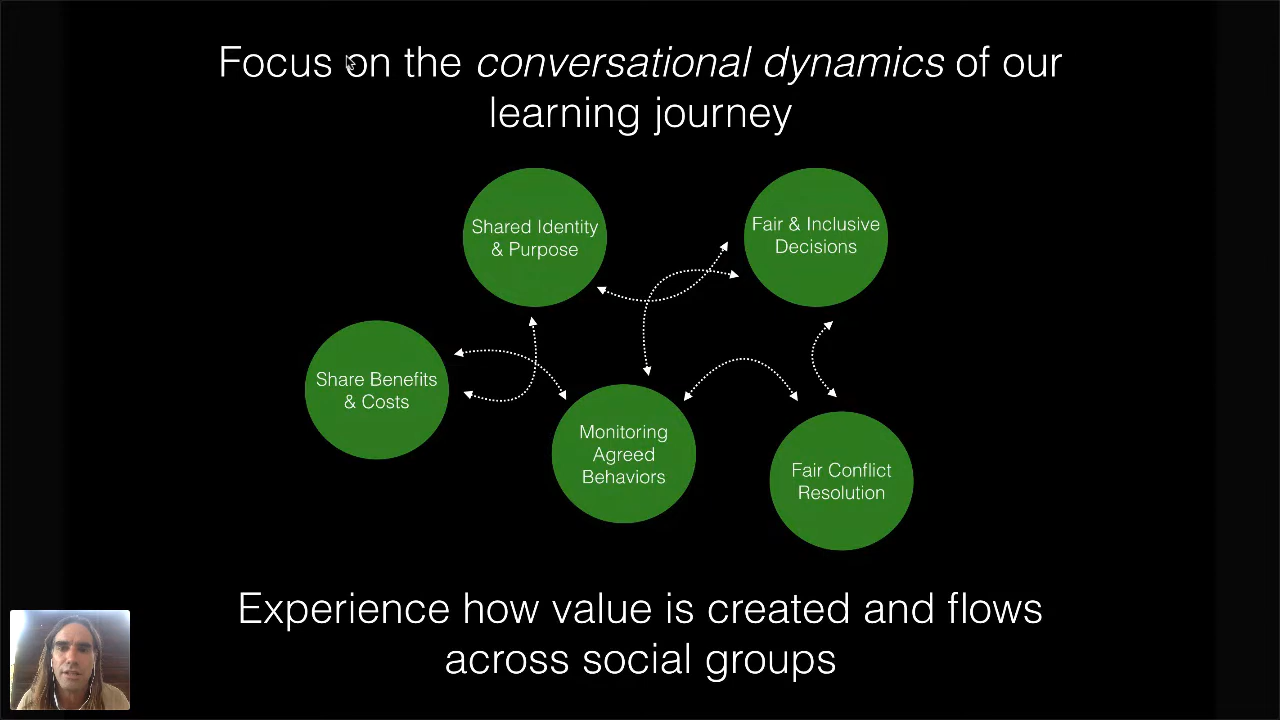 Focus on the conversational dynamics of our
learning journey
Shared Identity
& Purpose
Fair & Inclusive
Decisions
Share Benefits
& Costs
Monitoring
Agreed
Behaviors
Fair Conflict
Resolution
Experience how value is created and flows
across social groups